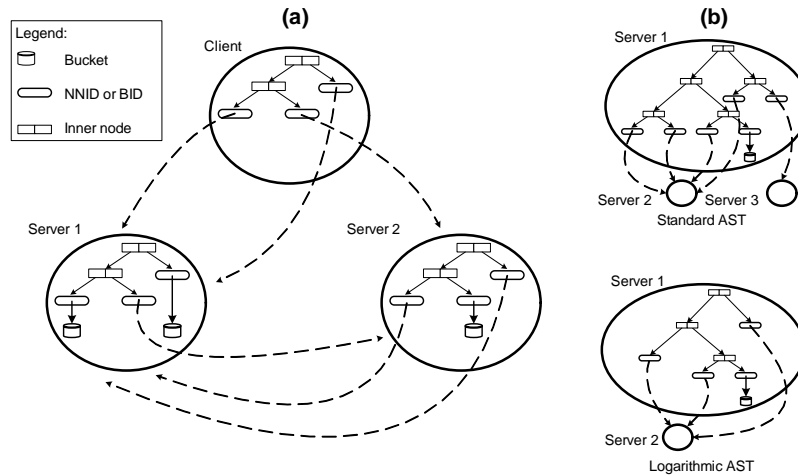 (a)
(b)
Legend:
Bucket
NNID or BID
Inner node
Client
Server 1
Server 2
Server 1
Server 2
Server 3
Standard AST
Server 1
Server 2
Logarithmic AST